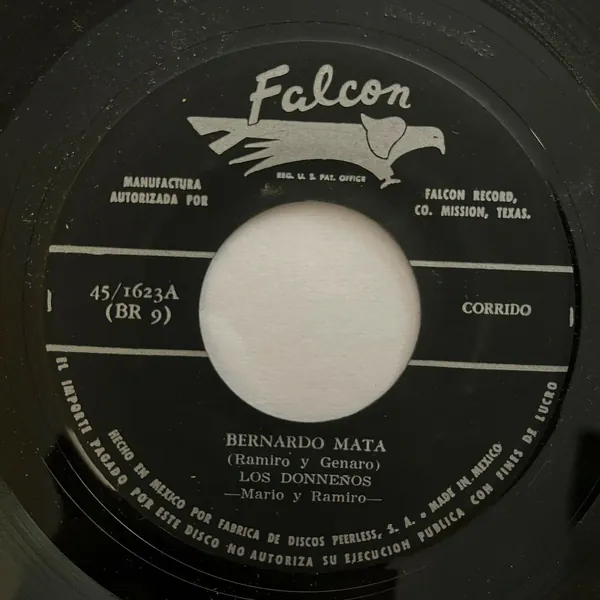 Falcon
REG. U. S. PAT. OFFICE
MANUFACTURA
AUTORIZADA POR
FALCON RECORD,
CO. MISSION, TEXAS.
45/1623A
(BR 9)
CORRIDO
BERNARDO MATA
(Ramiro y Genaro)
LOS DONNEÑOS
—Mario y Ramiro—
HECHO EN MEXICO POR FABRICA DE DISCOS PEERLESS, S. A. • MADE IN MEXICO
EL IMPORTE PAGADO POR ESTE DISCO NO AUTORIZA SU EJECUCION PUBLICA CON FINES DE LUCRO